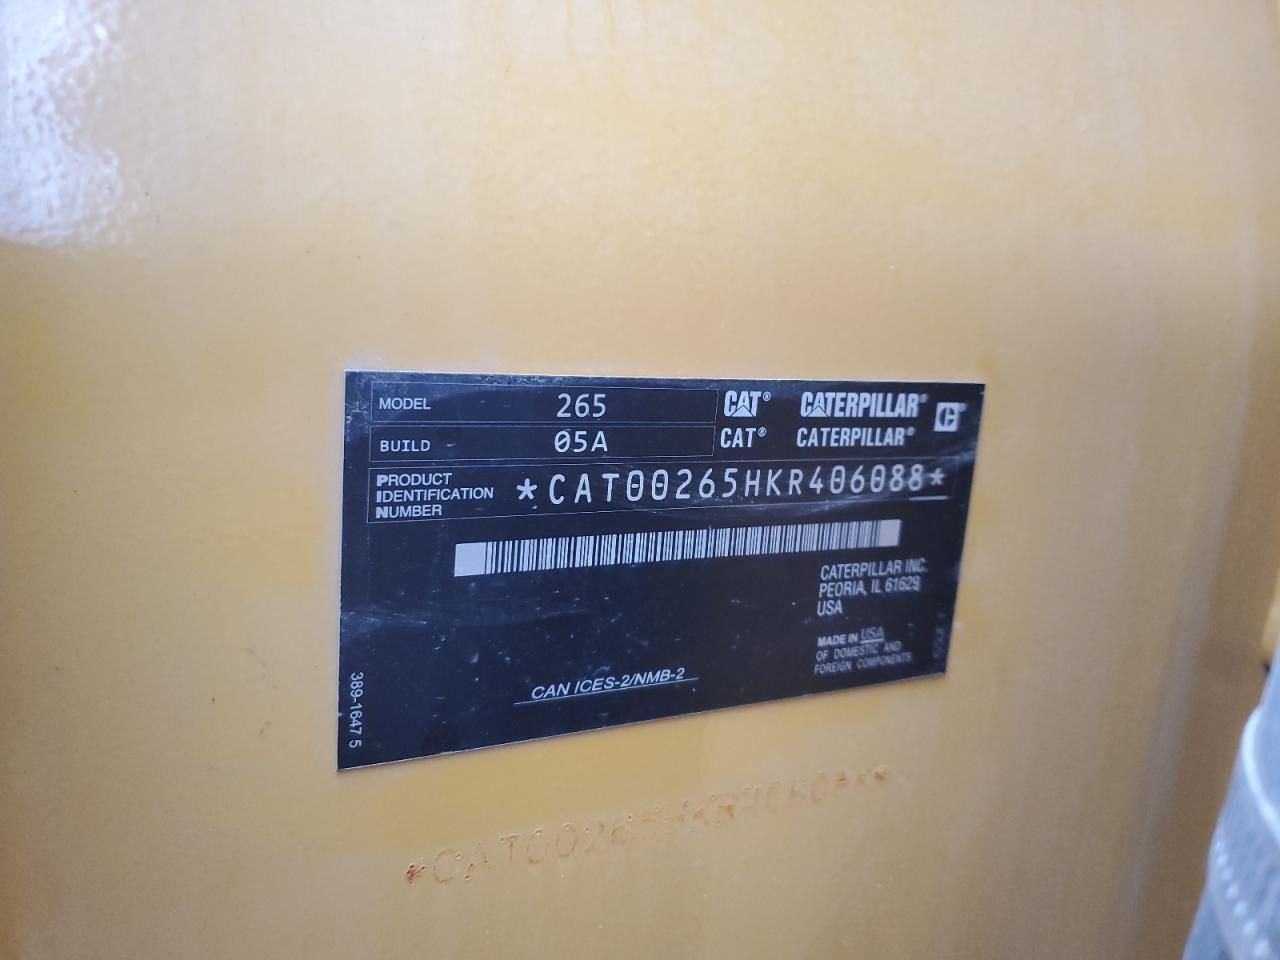 MODEL 265
BUILD 05A
CAT® CATERPILLAR®
CAT® CATERPILLAR®
PRODUCT
IDENTIFICATION
NUMBER
*CAT00265HKR406088*
CATERPILLAR INC.
PEORIA, IL 61629
USA
MADE IN USA
OF DOMESTIC AND
FOREIGN COMPONENTS
CAN ICES-2/NMB-2
389-1647 5
*CAT00265HKR406088*